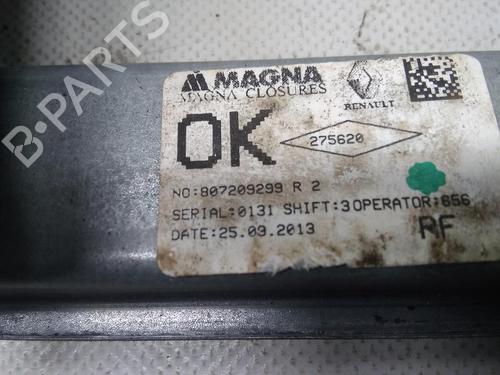 MAGNA
MAGNA CLOSURES
RENAULT
OK
275620
NO:807209299 R 2
SERIAL:0131 SHIFT:3 OPERATOR:656
DATE:25.09.2013
RF
B-PARTS